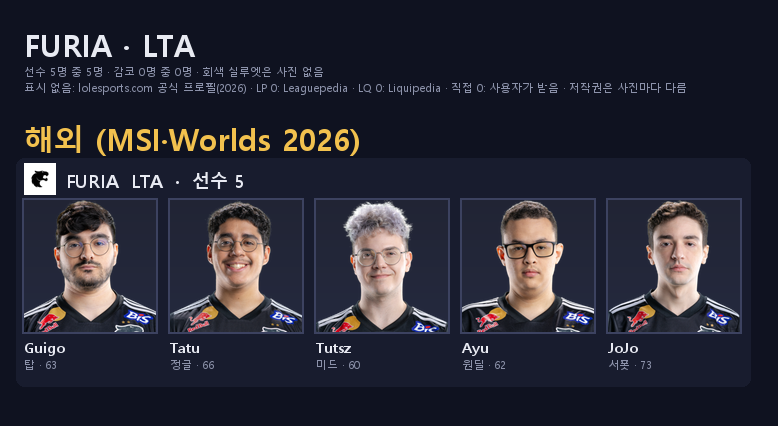 FURIA · LTA
선수 5명 중 5명 · 감코 0명 중 0명 · 회색 실루엣은 사진 없음
표시 없음: lolesports.com 공식 프로필(2026) · LP 0: Leaguepedia · LQ 0: Liquipedia · 직접 0: 사용자가 받음 · 저작권은 사진마다 다름
해외 (MSI·Worlds 2026)
FURIA LTA · 선수 5
Guigo
탑 · 63
Tatu
정글 · 66
Tutsz
미드 · 60
Ayu
원딜 · 62
JoJo
서폿 · 73